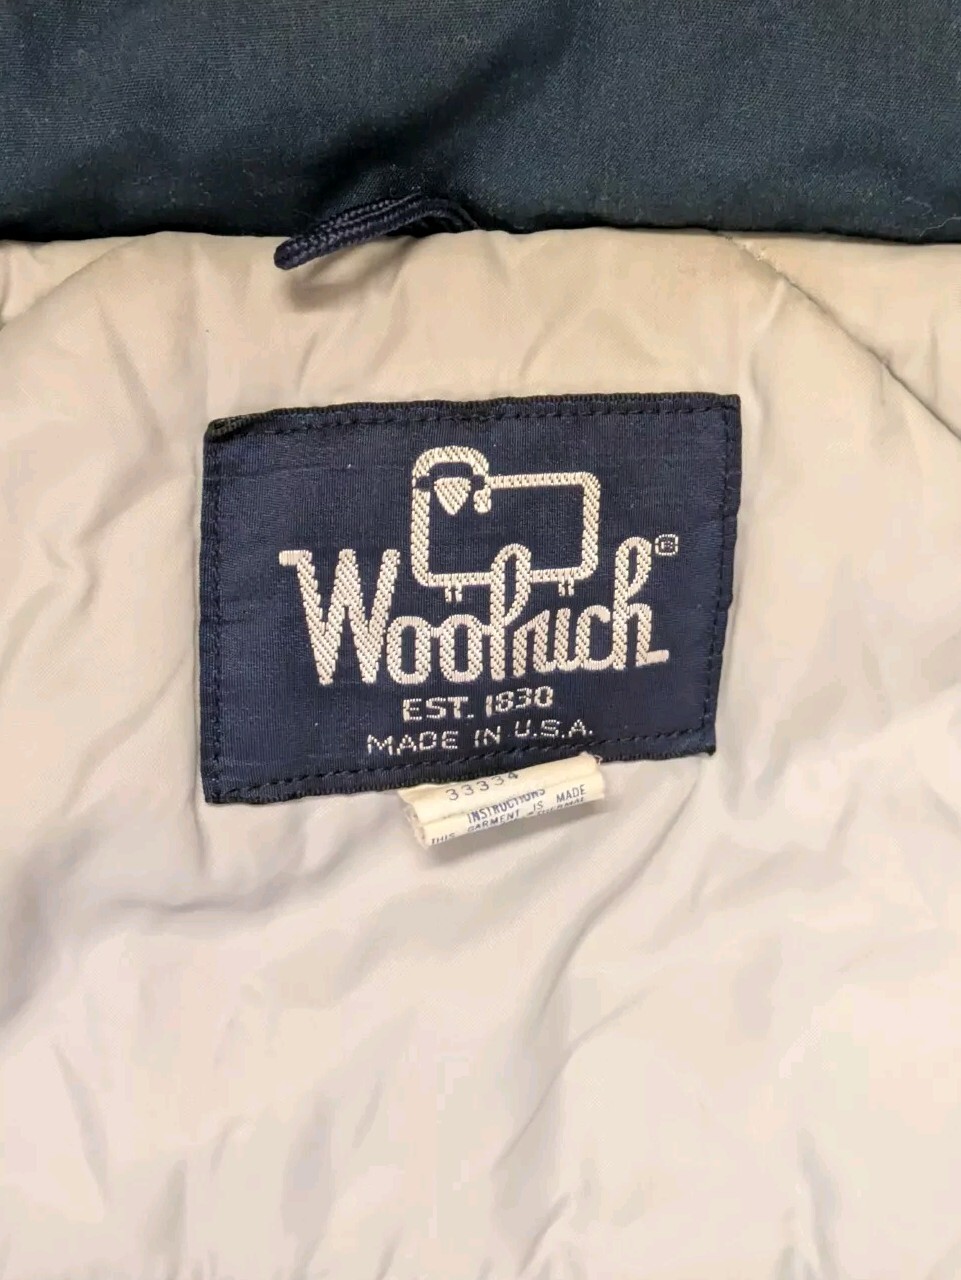 Woolrich®
EST. 1830
MADE IN U.S.A.
33334
INSTRUCTIONS
THIS GARMENT IS MADE